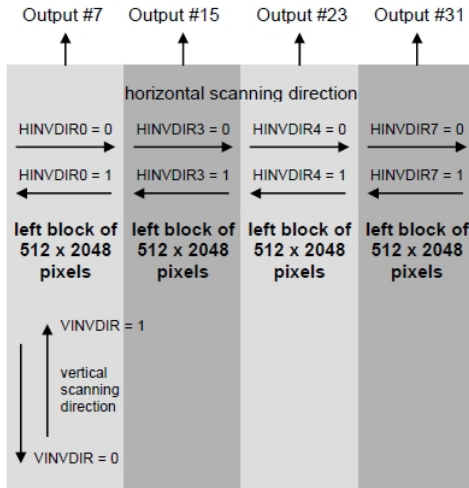 Output #7 Output #15 Output #23 Output #31
horizontal scanning direction
HINVDIR0 = 0 HINVDIR3 = 0 HINVDIR4 = 0 HINVDIR7 = 0
HINVDIR0 = 1 HINVDIR3 = 1 HINVDIR4 = 1 HINVDIR7 = 1
left block of left block of left block of left block of
512 x 2048 512 x 2048 512 x 2048 512 x 2048
pixels pixels pixels pixels
VINVDIR = 1
vertical
scanning
direction
VINVDIR = 0